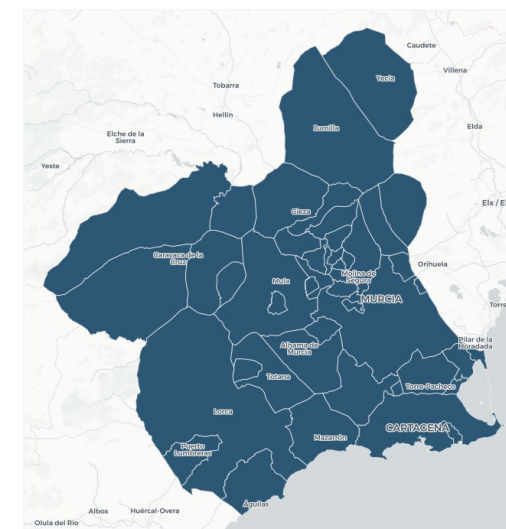 Caudete
Yecla
Villena
Tobarra
Hellín
Jumilla
Elda
Elche de la
Sierra
Yeste
Elx / El
Cieza
Caravaca de la
Cruz
Orihuela
Molina de
Segura
Mula
MURCIA
Torre
Pilar de la
Horadada
Alhama de
Murcia
Totana
Torre-Pacheco
Lorca
CARTAGENA
Mazarrón
Puerto
Lumbreras
Águilas
Albox
Huércal-Overa
Olula del Río